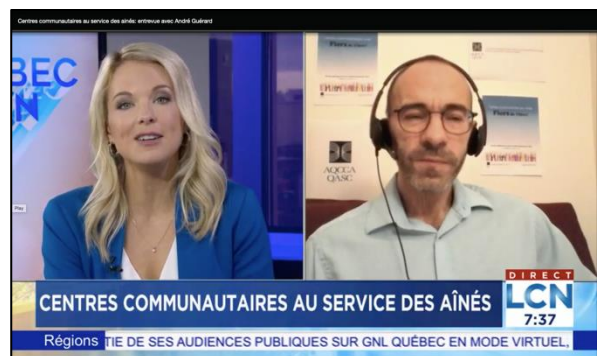 Centres communautaires au service des aînés: entrevue avec André Guérard
BEC
N
Play
AQCCA
QASC
CENTRES COMMUNAUTAIRES AU SERVICE DES AÎNÉS
DIRECT
LCN
7:37
Régions TIE DE SES AUDIENCES PUBLIQUES SUR GNL QUÉBEC EN MODE VIRTUEL,